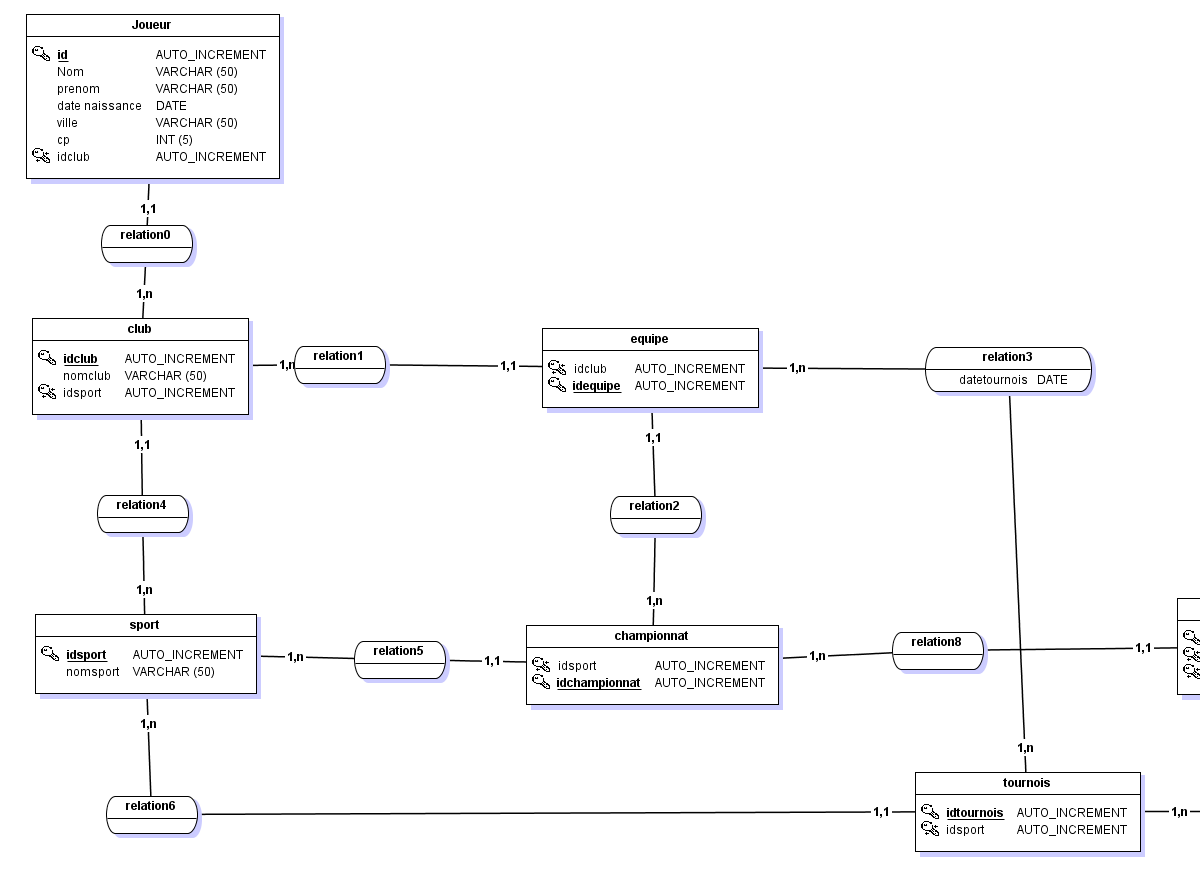 Joueur
id AUTO_INCREMENT
Nom VARCHAR (50)
prenom VARCHAR (50)
date naissance DATE
ville VARCHAR (50)
cp INT (5)
idclub AUTO_INCREMENT
1,1
relation0
1,n
club
idclub AUTO_INCREMENT
nomclub VARCHAR (50)
idsport AUTO_INCREMENT
1,n
relation1
1,1
equipe
idclub AUTO_INCREMENT
idequipe AUTO_INCREMENT
1,n
relation3
datetournois DATE
1,1
relation4
1,n
1,1
relation2
1,n
sport
idsport AUTO_INCREMENT
nomsport VARCHAR (50)
1,n
relation5
1,1
championnat
idsport AUTO_INCREMENT
idchampionnat AUTO_INCREMENT
1,n
relation8
1,1
1,n
relation6
1,1
1,n
tournois
idtournois AUTO_INCREMENT
idsport AUTO_INCREMENT
1,n